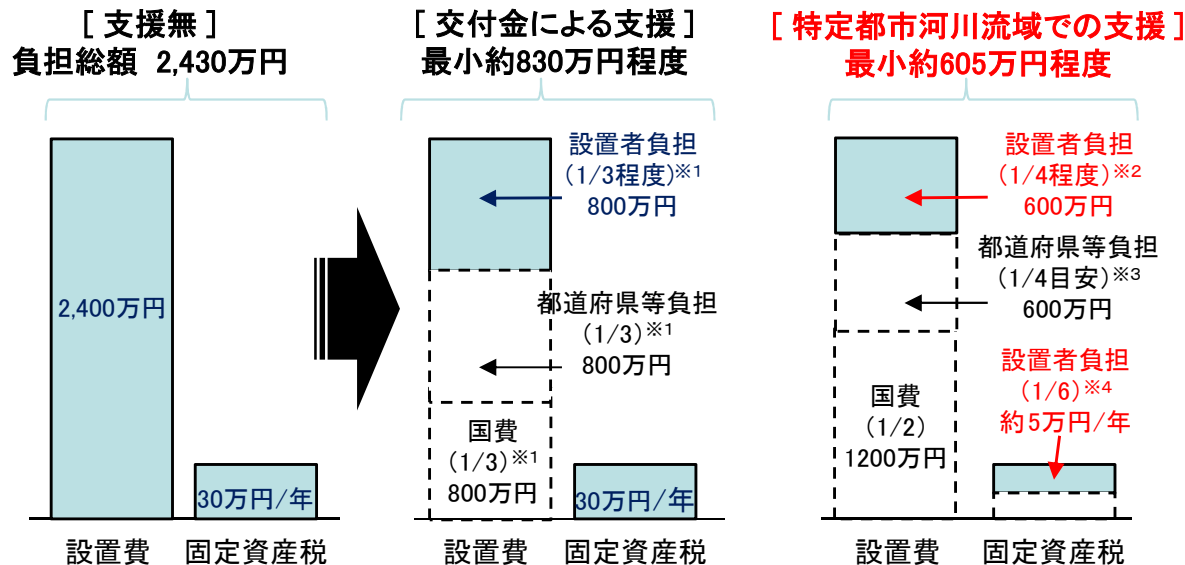 [ 支援無 ]
負担総額 2,430万円
2,400万円
30万円/年
設置費
固定資産税
[ 交付金による支援 ]
最小約830万円程度
設置者負担
(1/3程度)※1
800万円
都道府県等負担
(1/3)※1
800万円
国費
(1/3)※1
800万円
30万円/年
設置費
固定資産税
[ 特定都市河川流域での支援 ]
最小約605万円程度
設置者負担
(1/4程度)※2
600万円
都道府県等負担
(1/4目安)※3
600万円
国費
(1/2)
1200万円
設置者負担
(1/6)※4
約5万円/年
設置費
固定資産税